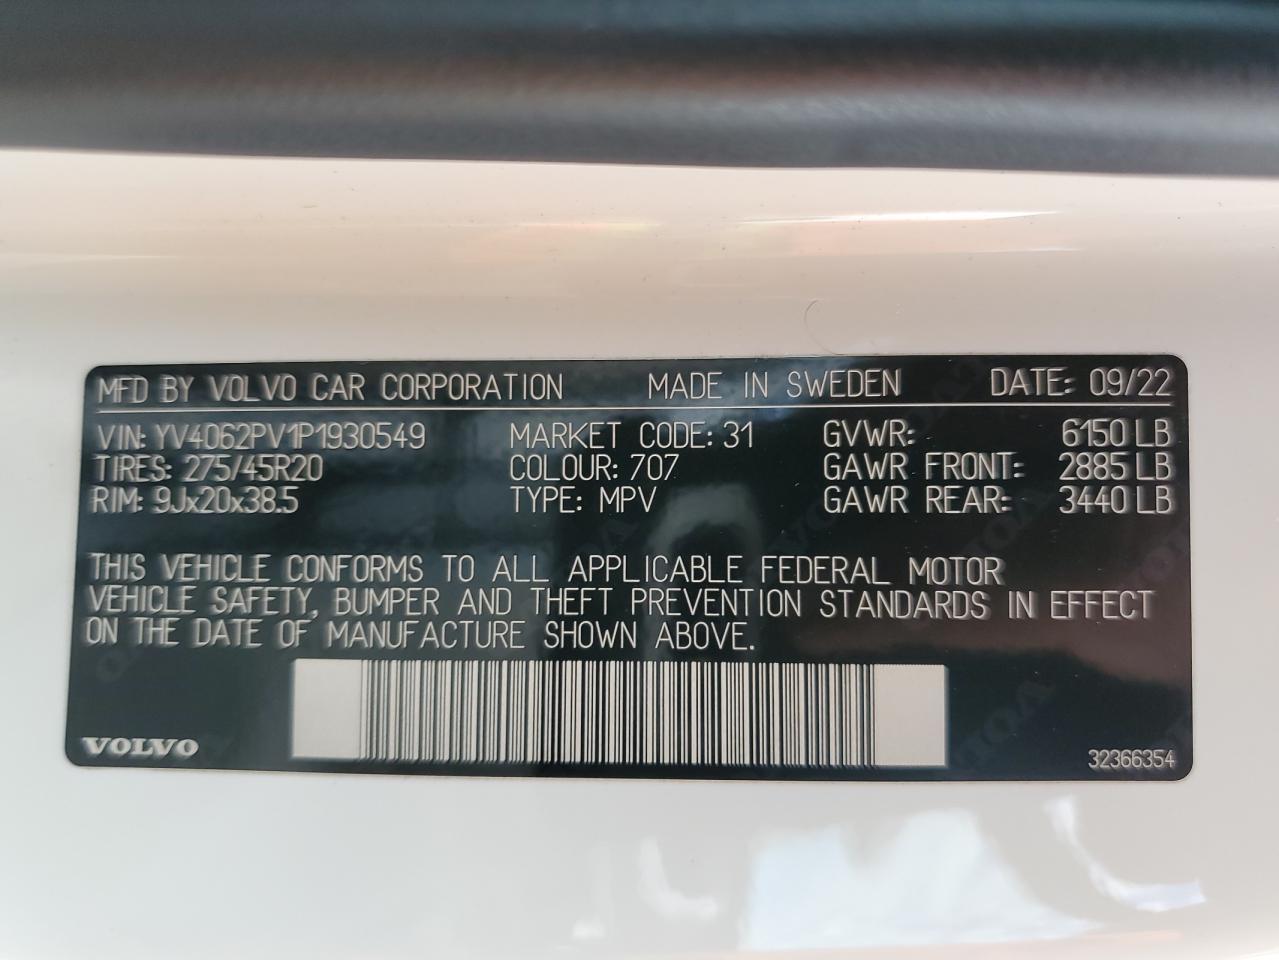 MFD BY VOLVO CAR CORPORATION MADE IN SWEDEN DATE: 09/22
VIN: YV4062PV1P1930549 MARKET CODE: 31 GVWR: 6150 LB
TIRES: 275/45R20 COLOUR: 707 GAWR FRONT: 2885 LB
RIM: 9Jx20x38.5 TYPE: MPV GAWR REAR: 3440 LB
THIS VEHICLE CONFORMS TO ALL APPLICABLE FEDERAL MOTOR
VEHICLE SAFETY, BUMPER AND THEFT PREVENTION STANDARDS IN EFFECT
ON THE DATE OF MANUFACTURE SHOWN ABOVE.
VOLVO 32366354